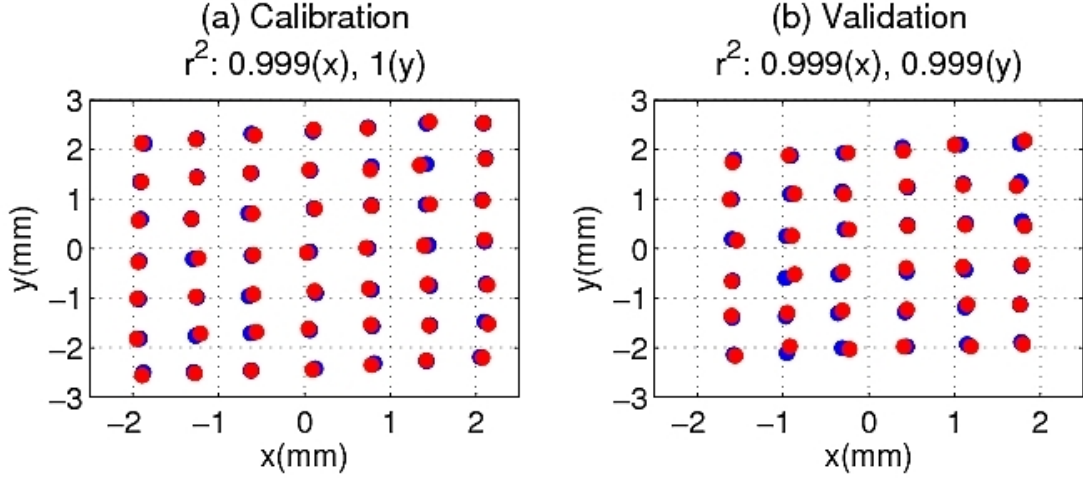 (a) Calibration
r²: 0.999(x), 1(y)
3
2
1
0
−1
−2
−3
y(mm)
−2 −1 0 1 2
x(mm)
(b) Validation
r²: 0.999(x), 0.999(y)
3
2
1
0
−1
−2
−3
y(mm)
−2 −1 0 1 2
x(mm)